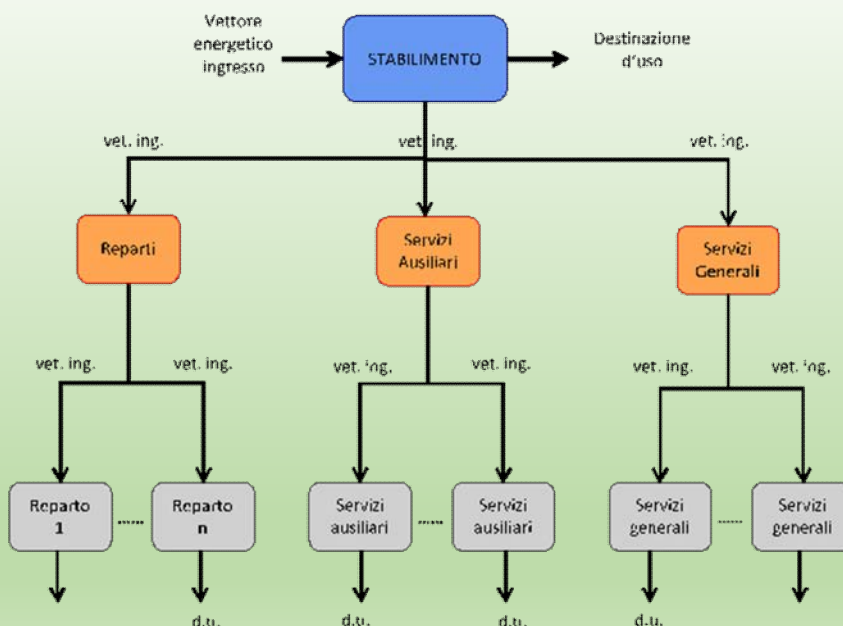 Vettore
energetico
ingresso
STABILIMENTO
Destinazione
d'uso
vet. ing.
vet. ing.
vet. ing.
Reparti
Servizi
Ausiliari
Servizi
Generali
vet. ing.
vet. ing.
vet. ing.
vet. ing.
vet. ing.
vet. ing.
Reparto
1
......
Reparto
n
Servizi
ausiliari
......
Servizi
ausiliari
Servizi
generali
......
Servizi
generali
d.u.
d.u.
d.u.
d.u.